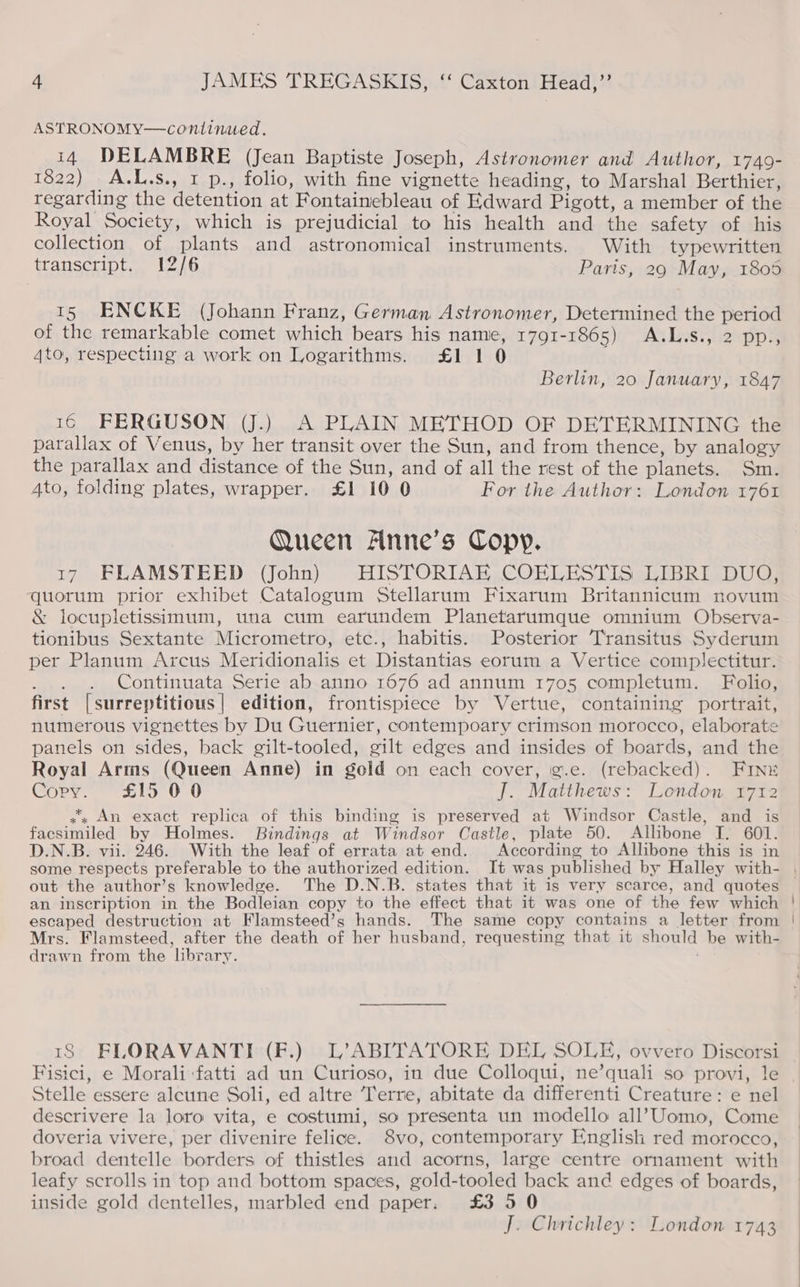 4 JAMES TREGASKIS, “ Caxton Head,”
ASTRONOMY—continued.
14 DELAMBRE (Jean Baptiste Joseph, Astronomer and Author, 1749-
1822) A.L.s., 1 p., folio, with fine vignette heading, to Marshal Berthier,
regarding the detention at Fontainebleau of Edward Pigott, a member of the
Royal Society, which is prejudicial to his health and the safety of his
collection of plants and astronomical instruments. With typewritten
transcript. 12/6 Paris, 29 May, 1806
15 ENCKE (Johann Franz, German Astronomer, Determined the period
of the remarkable comet which bears his name, 1791-1865) A.L.s., 2 pp.,
4to, respecting a work on Logarithms. £1 1 0
Berlin, 20 January, 1847
16 FERGUSON (J.) A PLAIN METHOD OF DETERMINING the
parallax of Venus, by her transit over the Sun, and from thence, by analogy
the parallax and distance of the Sun, and of all the rest of the planets. Sm.
4to, folding plates, wrapper. £1 10 0 For the Author: London 1761
Queen Anne's Copy.
17 FLAMSTEED (John) HISTORIAE COELESTIS LIBRI DUO,
quorum prior exhibet Catalogum Stellarum Fixarum Britannicum novum
& locupletissimum, una cum earundem Planetarumque omnium Observa-
tionibus Sextante Micrometro, etc., habitis. Posterior Transitus Syderum
per Planum Arcus Meridionalis et Distantias eorum a Vertice complectitur.
. . . Continuata Serie ab anno 1676 ad annum 1705 completum. Folio,
first [surreptitious] edition, frontispiece by Vertue, containing portrait,
numerous vignettes by Du Guernier, contempoary crimson morocco, elaborate
panels on sides, back gilt-tooled, gilt edges and insides of boards, and the
Royal Arms (Queen Anne) in gold on each cover, g.e. (rebacked). FINE
COPY. £15 0 0 J. Matthews: London 1712
*** An exact replica of this binding is preserved at Windsor Castle, and is
facsimiled by Holmes. Bindings at Windsor Castle, plate 50. Allibone I. 601.
D.N.B. vii. 246. With the leaf of errata at end. According to Allibone this is in
some respects preferable to the authorized edition. It was published by Halley with-
out the author's knowledge. The D.N.B. states that it is very scarce, and quotes
an inscription in the Bodleian copy to the effect that it was one of the few which
escaped destruction at Flamsteed's hands. The same copy contains a letter from
Mrs. Flamsteed, after the death of her husband, requesting that it should be with-
drawn from the library.
18 FLORAVANTI (F.) L'ABITATORE DEL SOLE, ovvero Discorsi
Fisici, e Morali fatti ad un Curioso, in due Colloqui, ne'quali so provi, le
Stelle essere alcune Soli, ed altre Terre, abitate da differenti Creature: e nel
descrivere la loro vita, e costumi, so presenta un modello all'Uomo, Come
doveria vivere, per divenire felice. 8vo, contemporary English red morocco,
broad dentelle borders of thistles and acorns, large centre ornament with
leafy scrolls in top and bottom spaces, gold-tooled back and edges of boards,
inside gold dentelles, marbled end paper. £3 5 0
J. Chrichley: London 1743